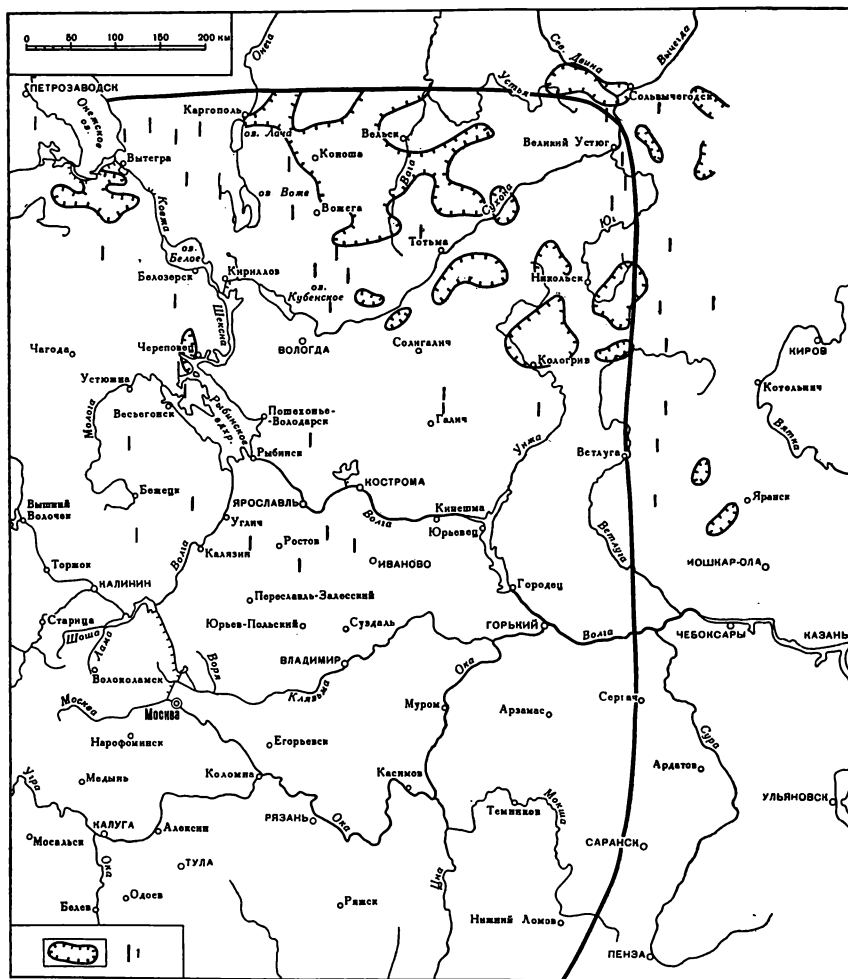 0 50 100 200 км
ПЕТРОЗАВОДСК
Онежское
оз.
Онега
Сев. Двина
Вычегда
Устья
Сольвычегодск
Каргополь
оз. Лача
Вельск
Великий Устюг
Коноша
Вага
Вытегра
оз Воже
Вожега
Сухона
Юг
Ковжа
Тотьма
оз.
Белое
Белозерск
Кириллов
оз.
Кубенское
Никольск
Шексна
Чагода
Череповец
ВОЛОГДА
Солигалич
Кологрив
КИРОВ
Котельнич
Устюжна
Весьегонск
Рыбинское
вдхр.
Пошехонье-
Володарск
Галич
Молога
Унжа
Вятка
Рыбинск
Ветлуга
Бежецк
Вышний
Волочек
ЯРОСЛАВЛЬ
КОСТРОМА
Яранск
Углич
Волга
Кинешма
Юрьевец
Ветлуга
Калязин
Ростов
ИВАНОВО
ЙОШКАР-ОЛА
Торжок
Волга
КАЛИНИН
Городец
Переславль-Залесский
Старица
Шоша
Юрьев-Польский
Суздаль
ГОРЬКИЙ
Волга
ЧЕБОКСАРЫ
КАЗАНЬ
Лама
Воря
ВЛАДИМИР
Ока
Волоколамск
Клязьма
Москва
Москва
Муром
Арзамас
Сергач
Сура
Нарофоминск
Егорьевск
Угра
Медынь
Коломна
Касимов
Ардатов
Мокша
Темников
УЛЬЯНОВСК
КАЛУГА
Алексин
РЯЗАНЬ
Ока
Мосальск
САРАНСК
Ока
ТУЛА
Цна
Одоев
Белев
Ряжск
Нижний Ломов
ПЕНЗА
1